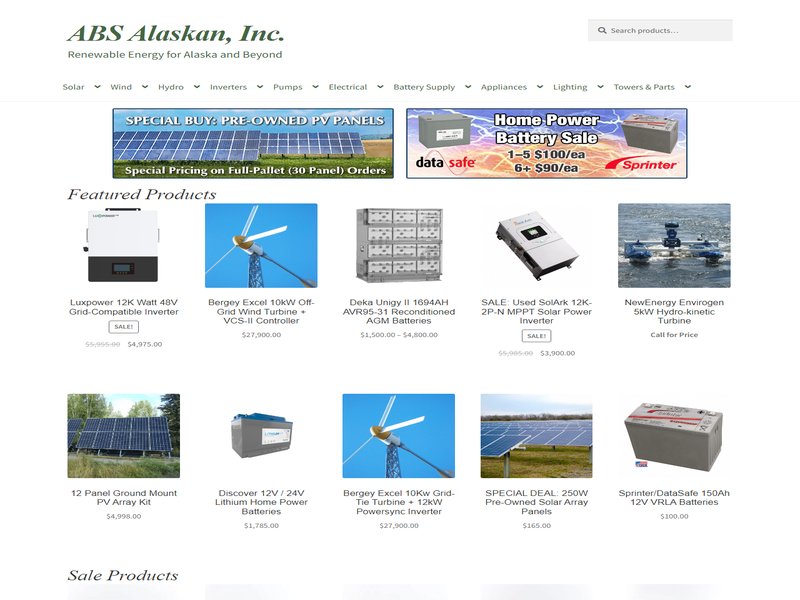 ABS Alaskan, Inc.
Renewable Energy for Alaska and Beyond
Search products...
Solar
Wind
Hydro
Inverters
Pumps
Electrical
Battery Supply
Appliances
Lighting
Towers & Parts
SPECIAL BUY: PRE-OWNED PV PANELS
Special Pricing on Full-Pallet (30 Panel) Orders
Home Power
Battery Sale
1–5 $100/ea
6+ $90/ea
data safe
Sprinter
Featured Products
Luxpower 12K Watt 48V
Grid-Compatible Inverter
SALE!
$5,955.00 $4,975.00
Bergey Excel 10kW Off-
Grid Wind Turbine +
VCS-II Controller
$27,900.00
Deka Unigy II 1694AH
AVR95-31 Reconditioned
AGM Batteries
$1,500.00 – $4,800.00
SALE: Used SolArk 12K-
2P-N MPPT Solar Power
Inverter
SALE!
$5,985.00 $3,900.00
NewEnergy Envirogen
5kW Hydro-kinetic
Turbine
Call for Price
12 Panel Ground Mount
PV Array Kit
$4,998.00
Discover 12V / 24V
Lithium Home Power
Batteries
$1,785.00
Bergey Excel 10Kw Grid-
Tie Turbine + 12kW
Powersync Inverter
$27,900.00
SPECIAL DEAL: 250W
Pre-Owned Solar Array
Panels
$165.00
Sprinter/DataSafe 150Ah
12V VRLA Batteries
$100.00
Sale Products